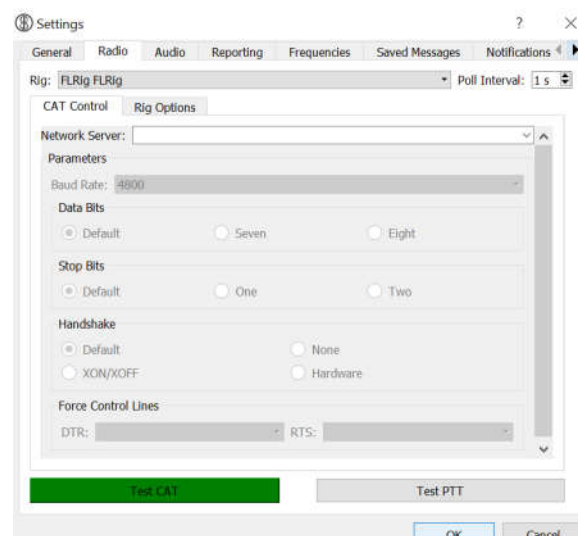 Settings ?
General Radio Audio Reporting Frequencies Saved Messages Notifications
Rig: FLRig FLRig Poll Interval: 1 s
CAT Control Rig Options
Network Server:
Parameters
Baud Rate: 4800
Data Bits
Default Seven Eight
Stop Bits
Default One Two
Handshake
Default None
XON/XOFF Hardware
Force Control Lines
DTR: RTS:
Test CAT Test PTT
OK Cancel